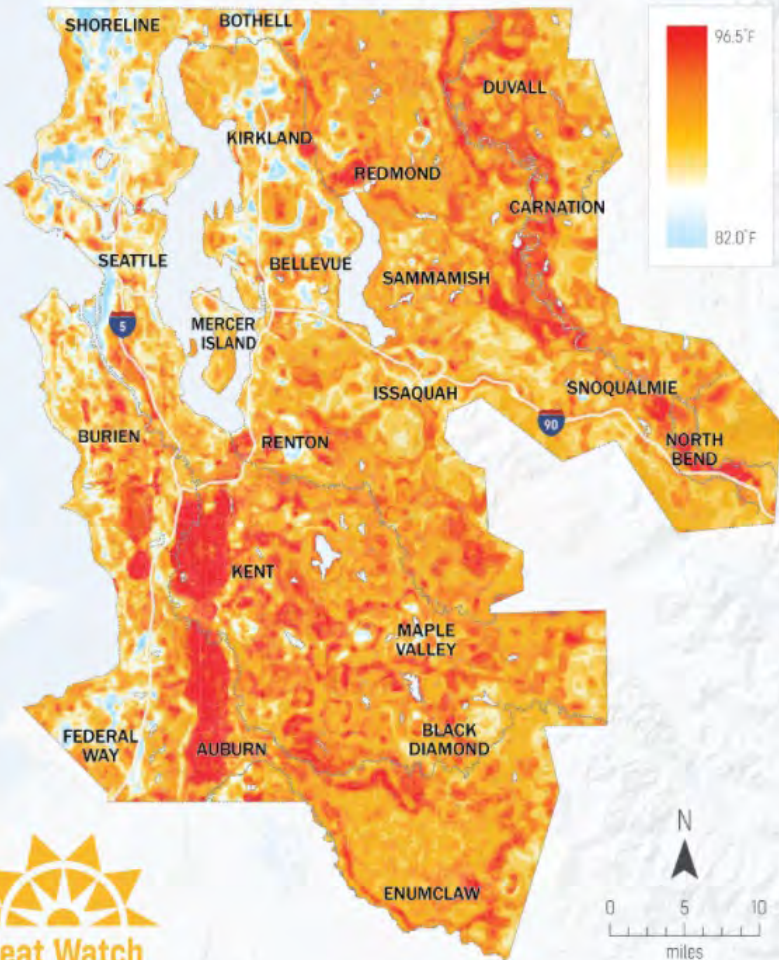 SHORELINE
BOTHELL
96.5°F
DUVALL
KIRKLAND
REDMOND
CARNATION
82.0°F
SEATTLE
BELLEVUE
SAMMAMISH
5
MERCER
ISLAND
ISSAQUAH
SNOQUALMIE
90
BURIEN
RENTON
NORTH
BEND
KENT
MAPLE
VALLEY
FEDERAL
WAY
AUBURN
BLACK
DIAMOND
N
ENUMCLAW
0 5 10
miles
eat Watch